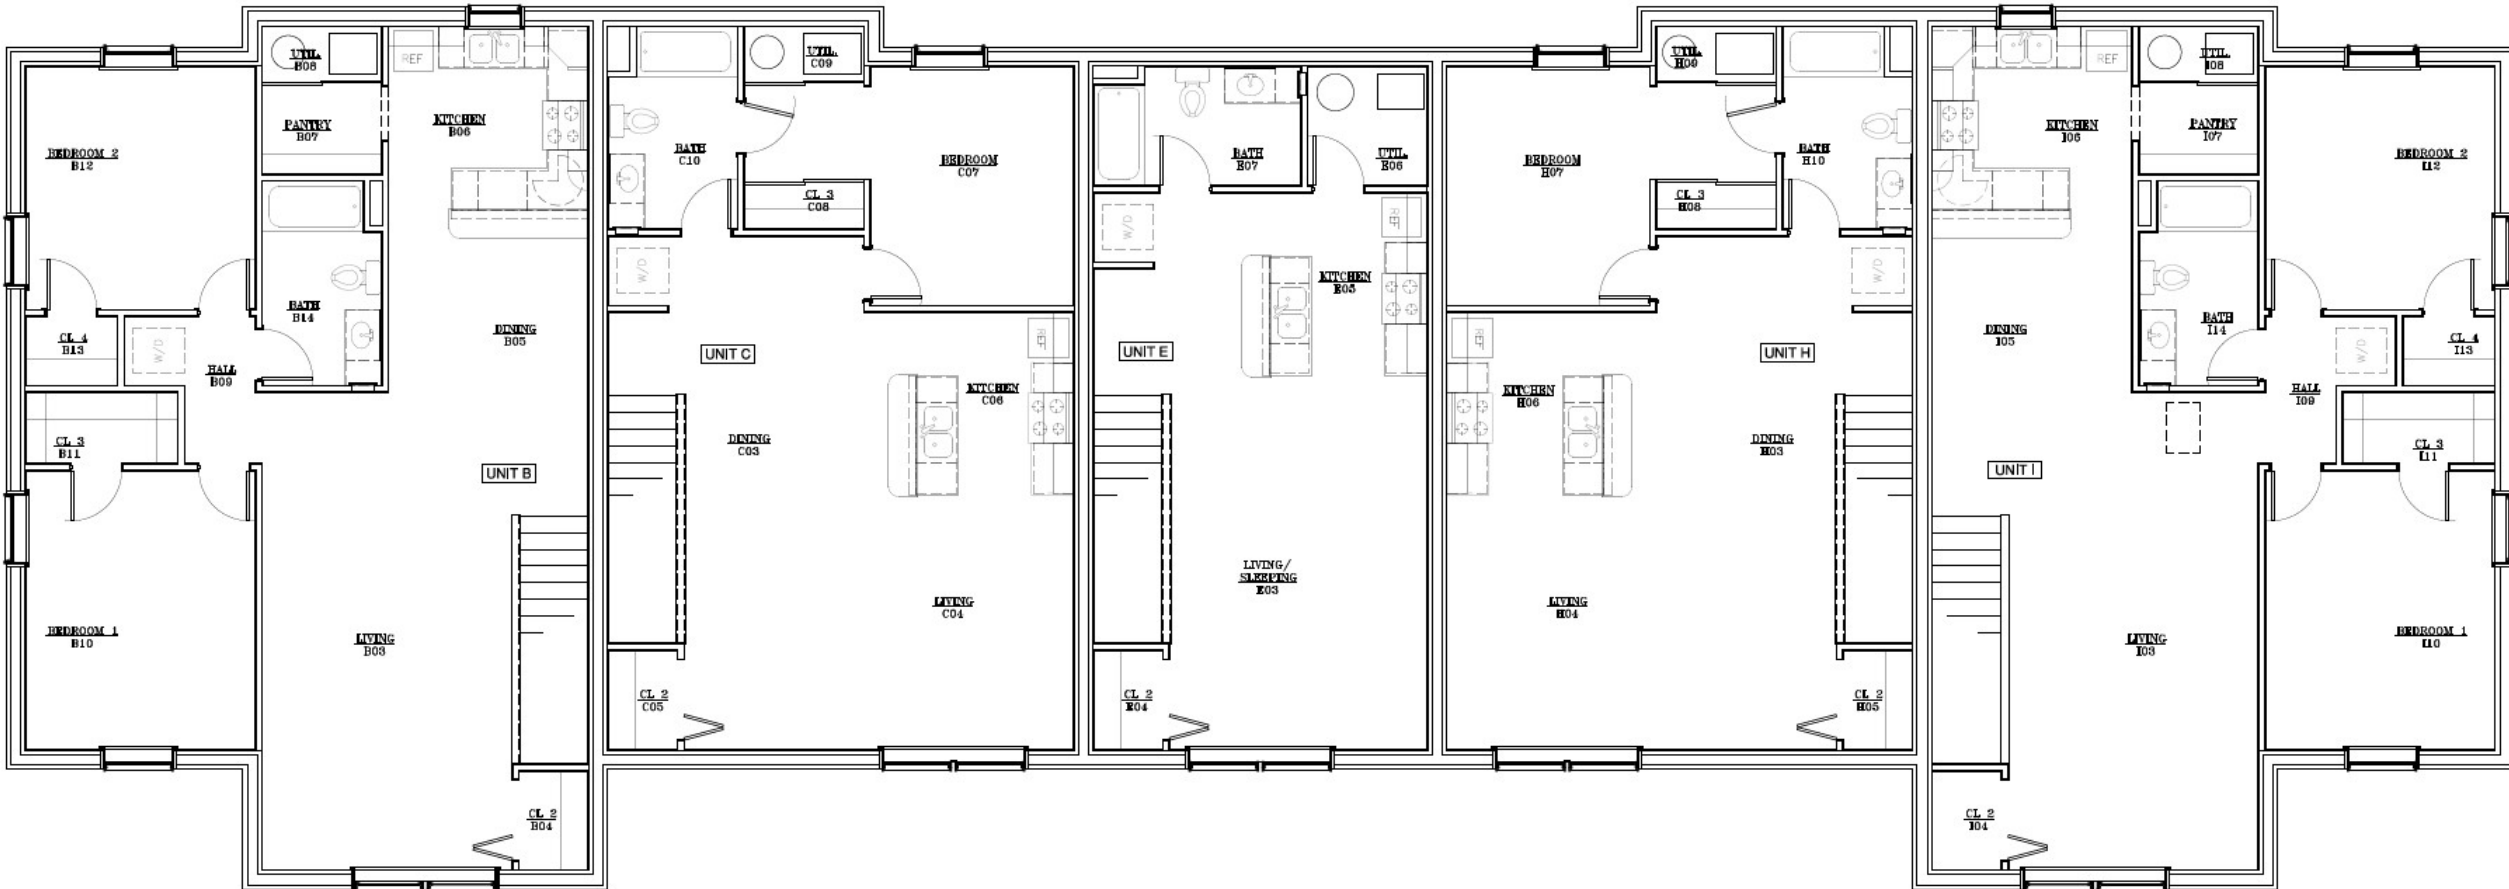 UTIL.
B08
REF
PANTRY
B07
KITCHEN
B06
BEDROOM 2
B12
BATH
B14
DINING
B05
CL 4
B13
W/D
HALL
B09
CL 3
B11
UNIT B
BEDROOM 1
B10
LIVING
B03
CL 2
B04
UTIL.
C09
BATH
C10
BEDROOM
C07
CL 3
C08
W/D
UNIT C
REF
KITCHEN
C06
DINING
C03
LIVING
C04
CL 2
C05
BATH
E07
UTIL.
E06
W/D
REF
KITCHEN
E05
UNIT E
LIVING/
SLEEPING
E03
CL 2
E04
UTIL.
H09
BEDROOM
H07
BATH
H10
CL 3
H08
W/D
REF
UNIT H
KITCHEN
H06
DINING
H03
LIVING
H04
CL 2
H05
REF
UTIL.
I08
KITCHEN
I06
PANTRY
I07
BEDROOM 2
I12
DINING
I05
BATH
I14
W/D
CL 4
I13
HALL
I09
CL 3
I11
UNIT I
LIVING
I03
BEDROOM 1
I10
CL 2
I04